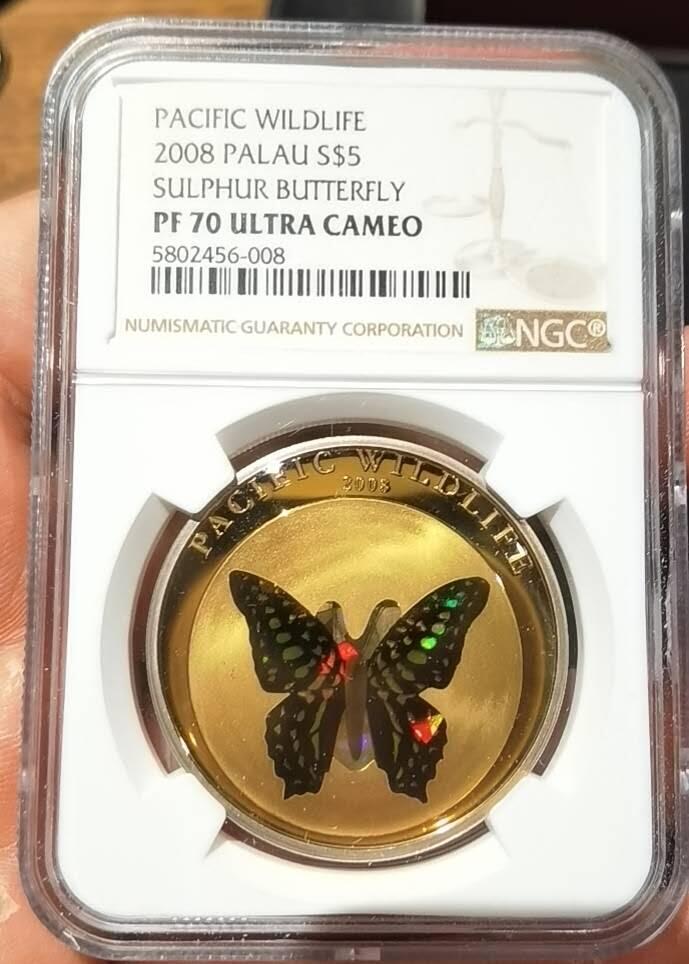 PACIFIC WILDLIFE
2008 PALAU S$5
SULPHUR BUTTERFLY
PF 70 ULTRA CAMEO
5802456-008
NUMISMATIC GUARANTY CORPORATION NGC®
PACIFIC WILDLIFE
2008